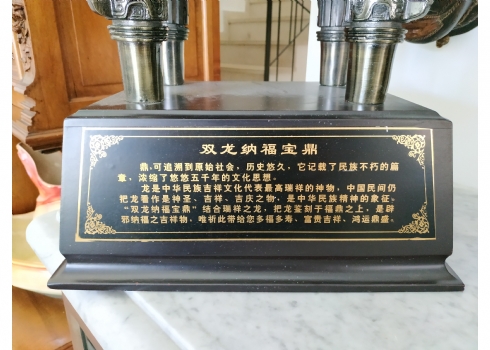 双龙纳福宝鼎
鼎,可追溯到原始社会,历史悠久,它记载了民族不朽的篇
章,浓缩了悠悠五千年的文化思想。
龙是中华民族吉祥文化代表最高瑞祥的神物,中国民间仍
把龙看作是神圣、吉祥、吉庆之物,是中华民族精神的象征。
“双龙纳福宝鼎”结合瑞祥之龙,把龙鉴刻于福鼎之上,是辟
邪纳福之吉祥物,唯祈此带给您多福多寿、富贵吉祥、鸿运鼎盛。